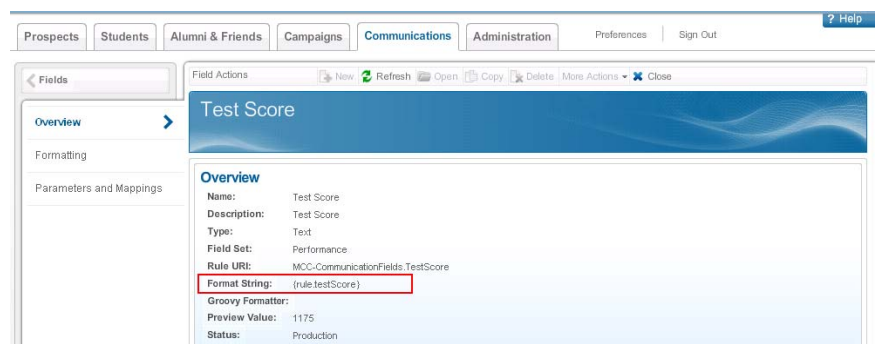 ? Help
Prospects Students Alumni & Friends Campaigns Communications Administration Preferences Sign Out
Fields
Field Actions New Refresh Open Copy Delete More Actions Close
Overview
Formatting
Parameters and Mappings
Test Score
Overview
Name: Test Score
Description: Test Score
Type: Text
Field Set: Performance
Rule URI: MCC-CommunicationFields.TestScore
Format String: {rule.testScore}
Groovy Formatter:
Preview Value: 1175
Status: Production